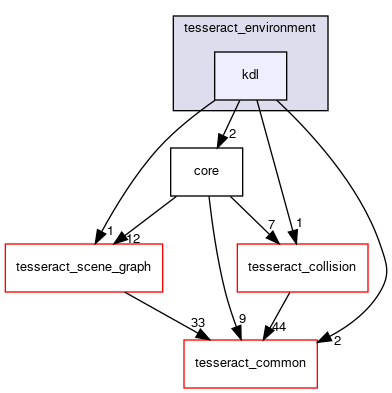 tesseract_environment
kdl
2
core
1
12
7
1
tesseract_scene_graph
tesseract_collision
33
9
44
2
tesseract_common